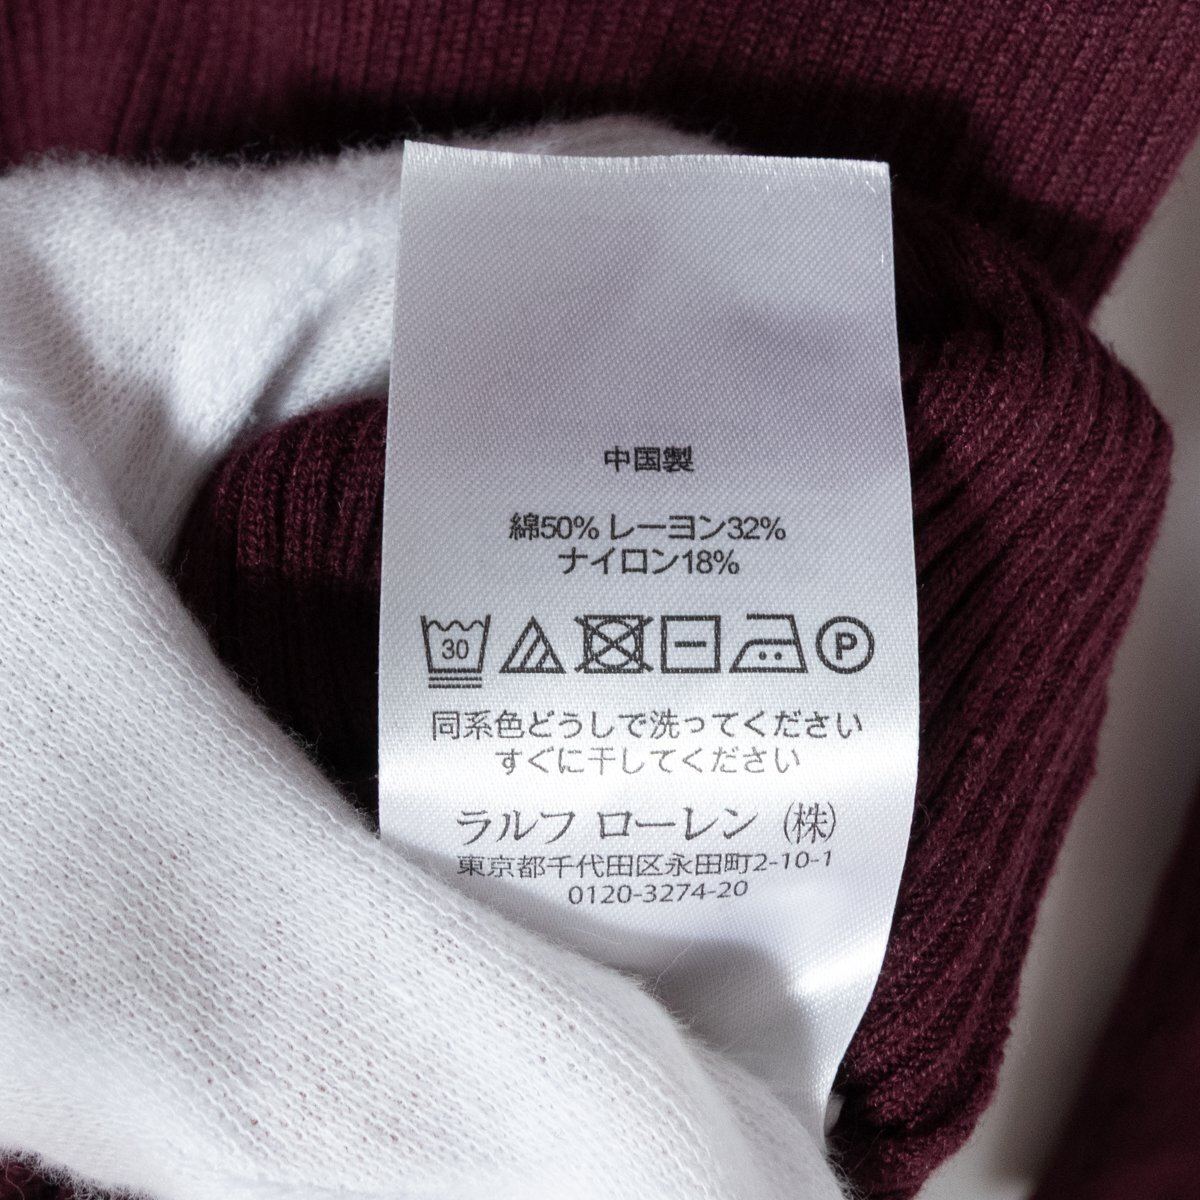 中国製
綿50% レーヨン32%
ナイロン18%
30
P
同系色どうしで洗ってください
すぐに干してください
ラルフ ローレン (株)
東京都千代田区永田町2-10-1
0120-3274-20